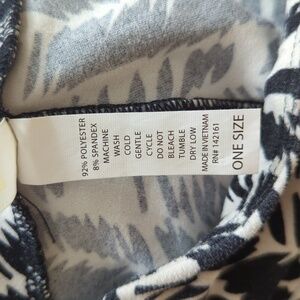 92% POLYESTER
8% SPANDEX
MACHINE
WASH
COLD
GENTLE
CYCLE
DO NOT
BLEACH
TUMBLE
DRY LOW
MADE IN VIETNAM
RN# 142161
ONE SIZE